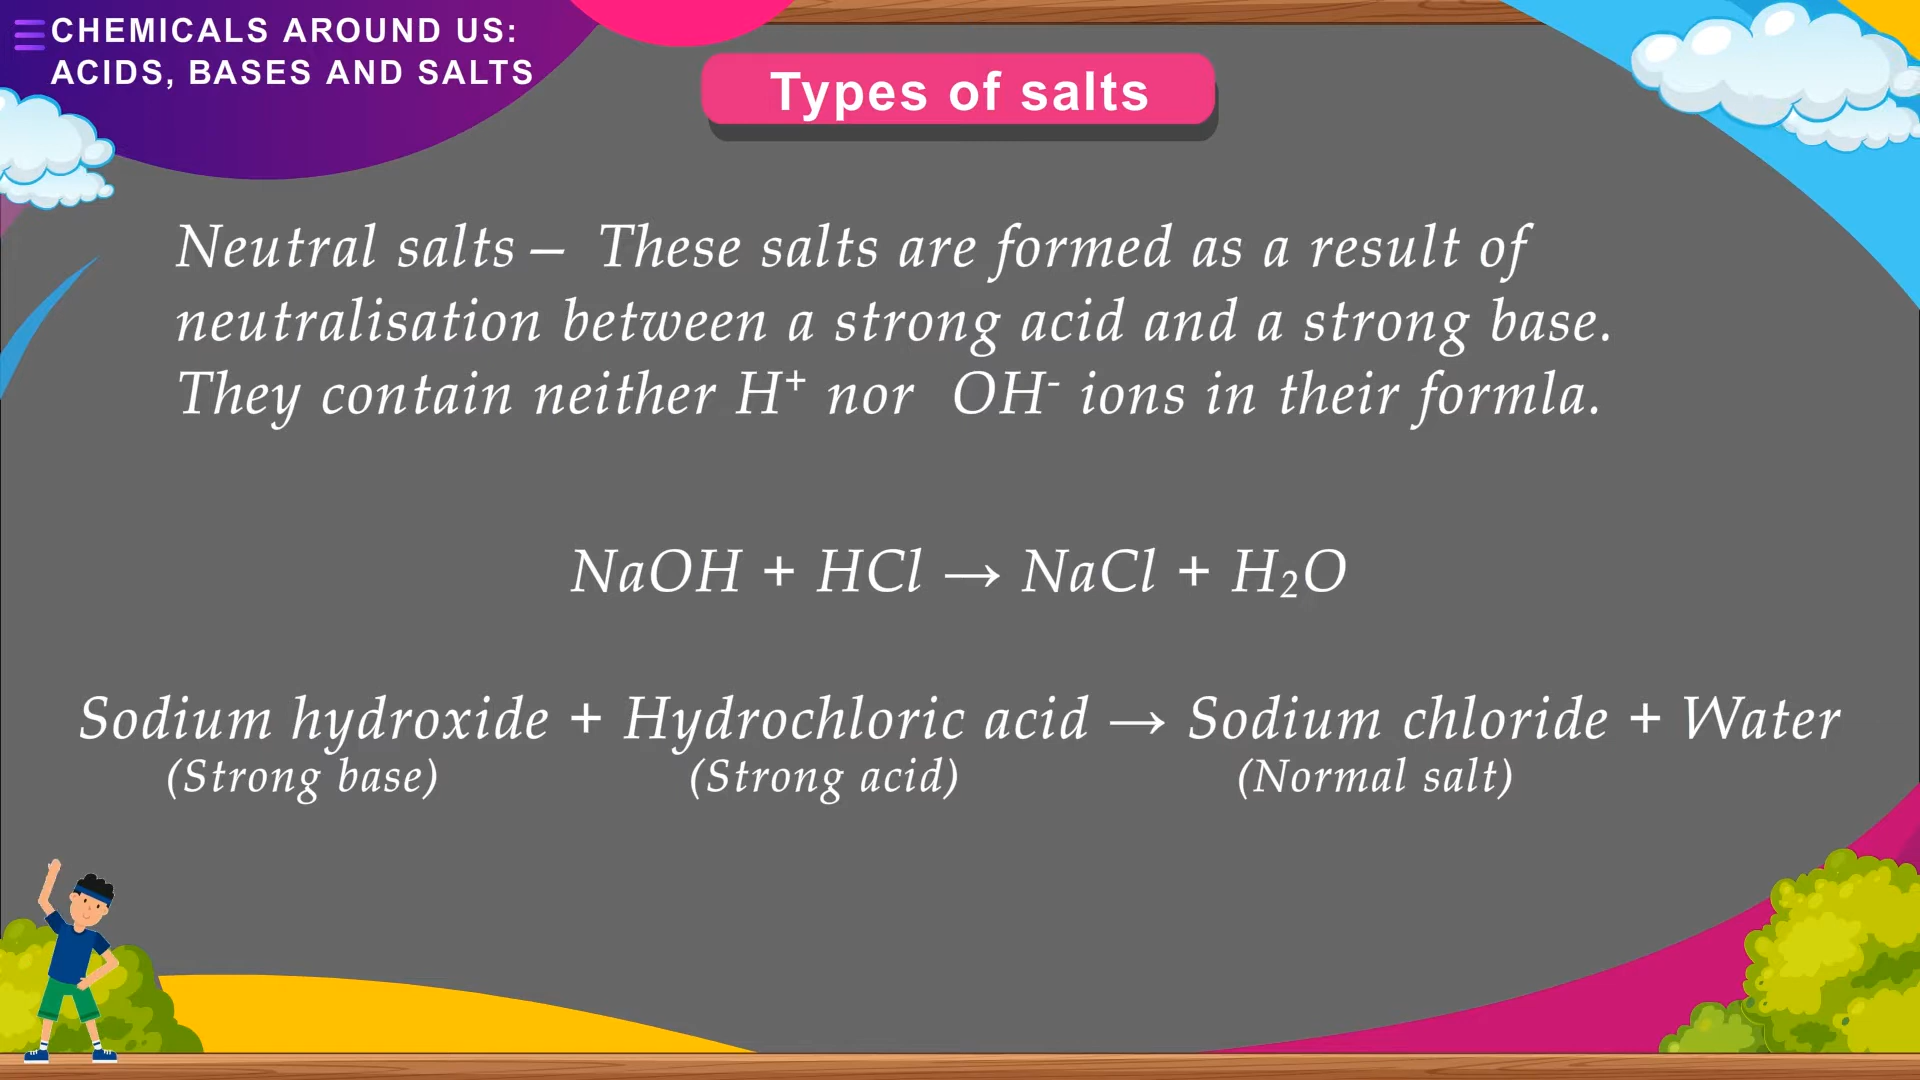 CHEMICALS AROUND US:
ACIDS, BASES AND SALTS
Types of salts
Neutral salts – These salts are formed as a result of
neutralisation between a strong acid and a strong base.
They contain neither H⁺ nor OH⁻ ions in their formla.
NaOH + HCl → NaCl + H₂O
Sodium hydroxide + Hydrochloric acid → Sodium chloride + Water
(Strong base) (Strong acid) (Normal salt)